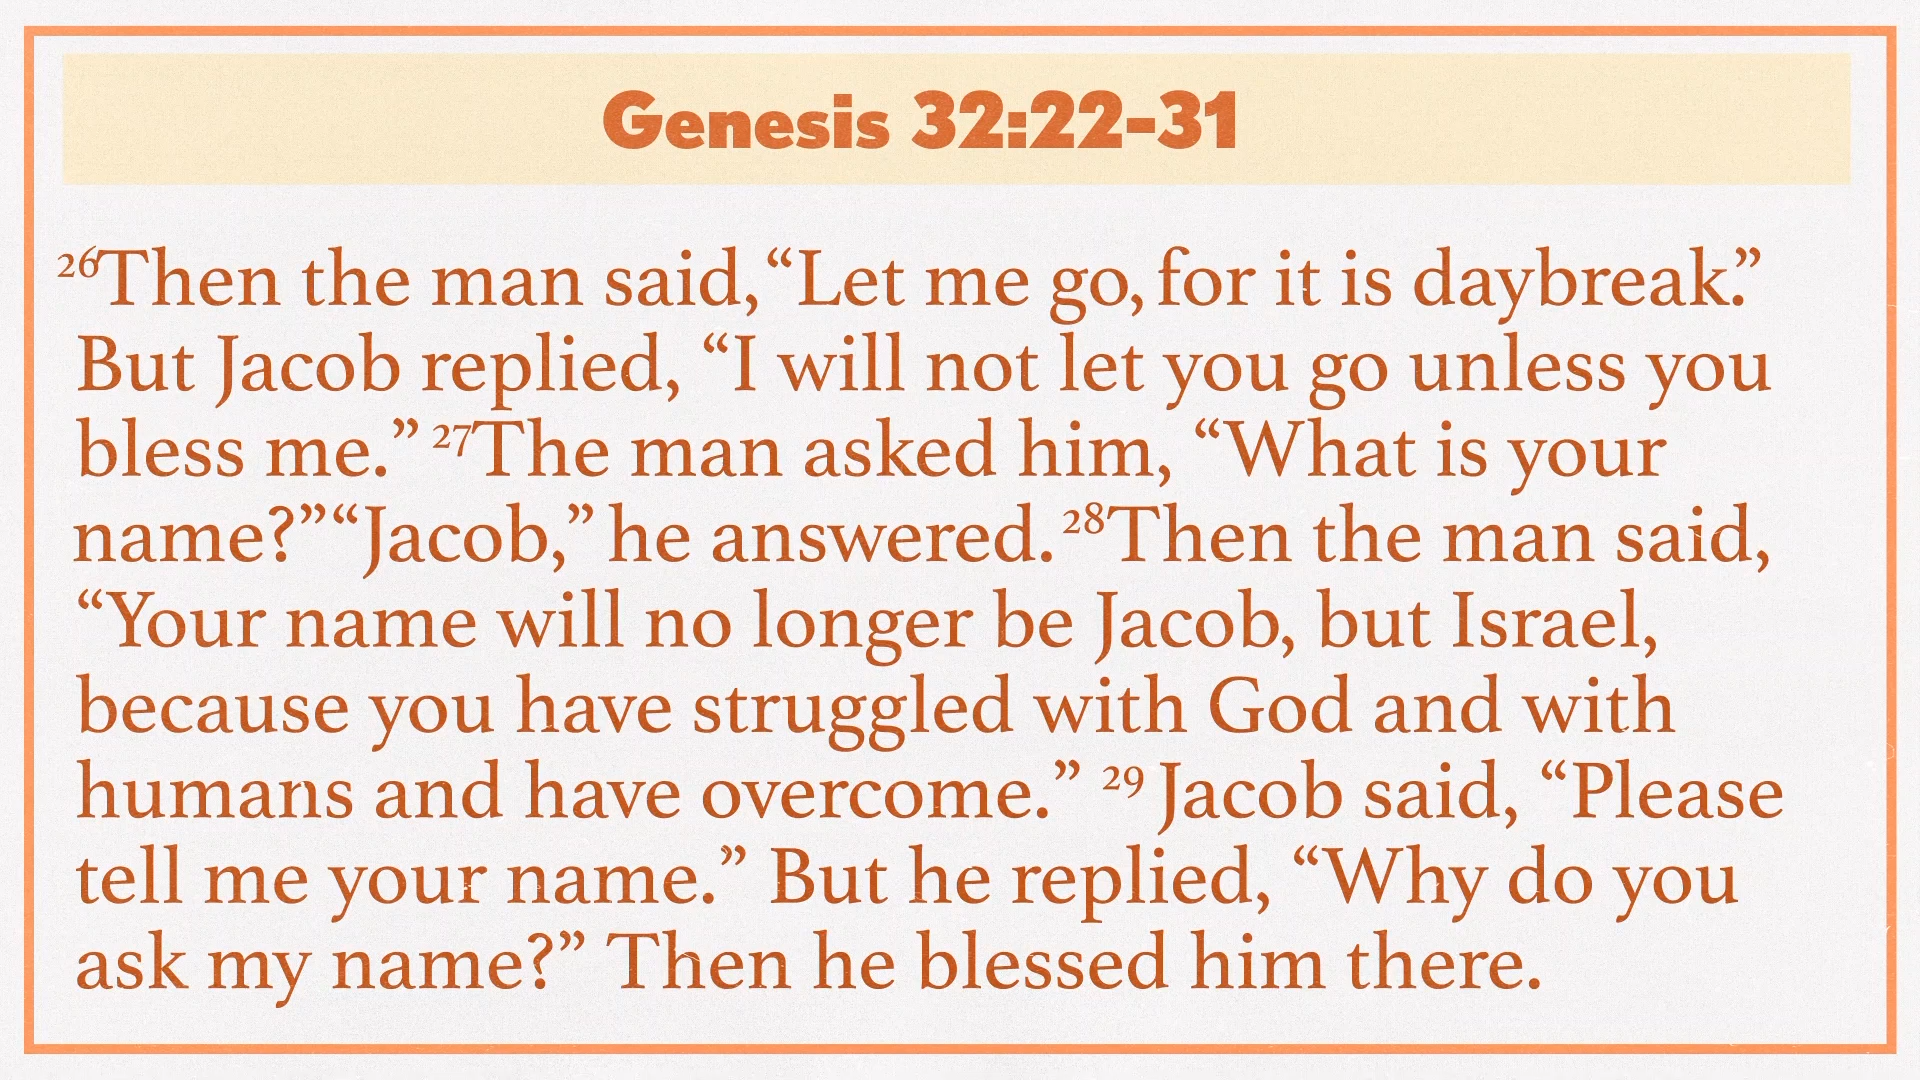 Genesis 32:22-31
²⁶Then the man said, “Let me go, for it is daybreak.”
But Jacob replied, “I will not let you go unless you
bless me.” ²⁷The man asked him, “What is your
name?” “Jacob,” he answered. ²⁸Then the man said,
“Your name will no longer be Jacob, but Israel,
because you have struggled with God and with
humans and have overcome.” ²⁹ Jacob said, “Please
tell me your name.” But he replied, “Why do you
ask my name?” Then he blessed him there.